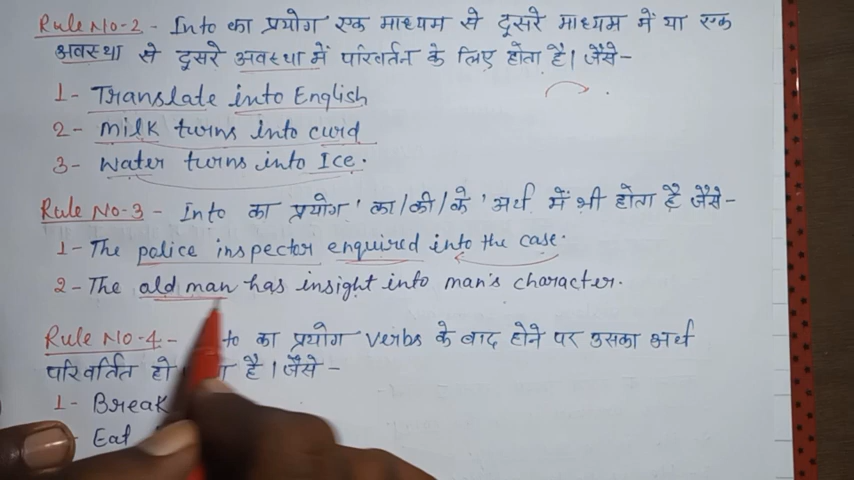 Rule No-2 - Into का प्रयोग एक माध्यम से दूसरे माध्यम में या एक
अवस्था से दूसरे अवस्था में परिवर्तन के लिए होता है। जैसे-
1- Translate into English
2- Milk turns into curd
3- Water turns into Ice.
Rule No-3 - Into का प्रयोग 'का/की/के' अर्थ में भी होता है जैसे-
1- The police inspector enquired into the case.
2- The old man has insight into man's character.
Rule No-4 - का प्रयोग verbs के बाद होने पर उसका अर्थ
परिवर्तित है। जैसे-
1- Break
Eat